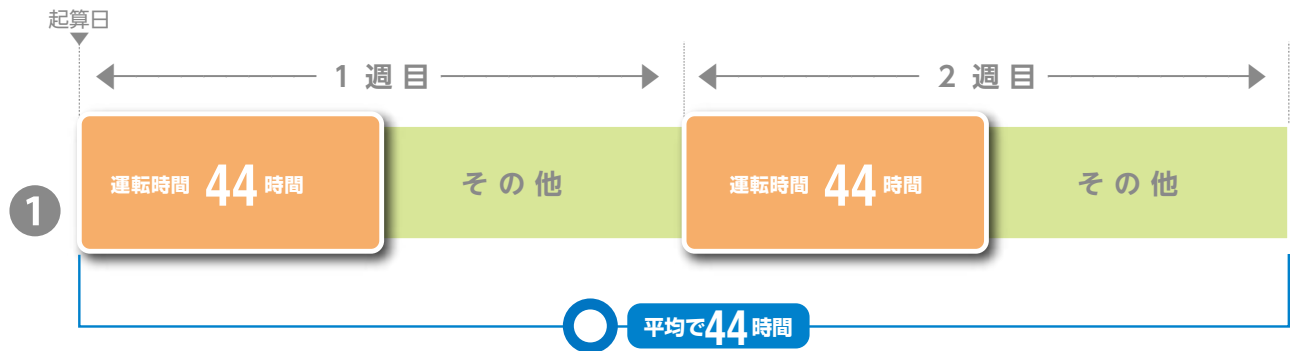 起算日
1 週 目
2 週 目
1
運転時間 44 時間
そ の 他
運転時間 44 時間
そ の 他
平均で44時間